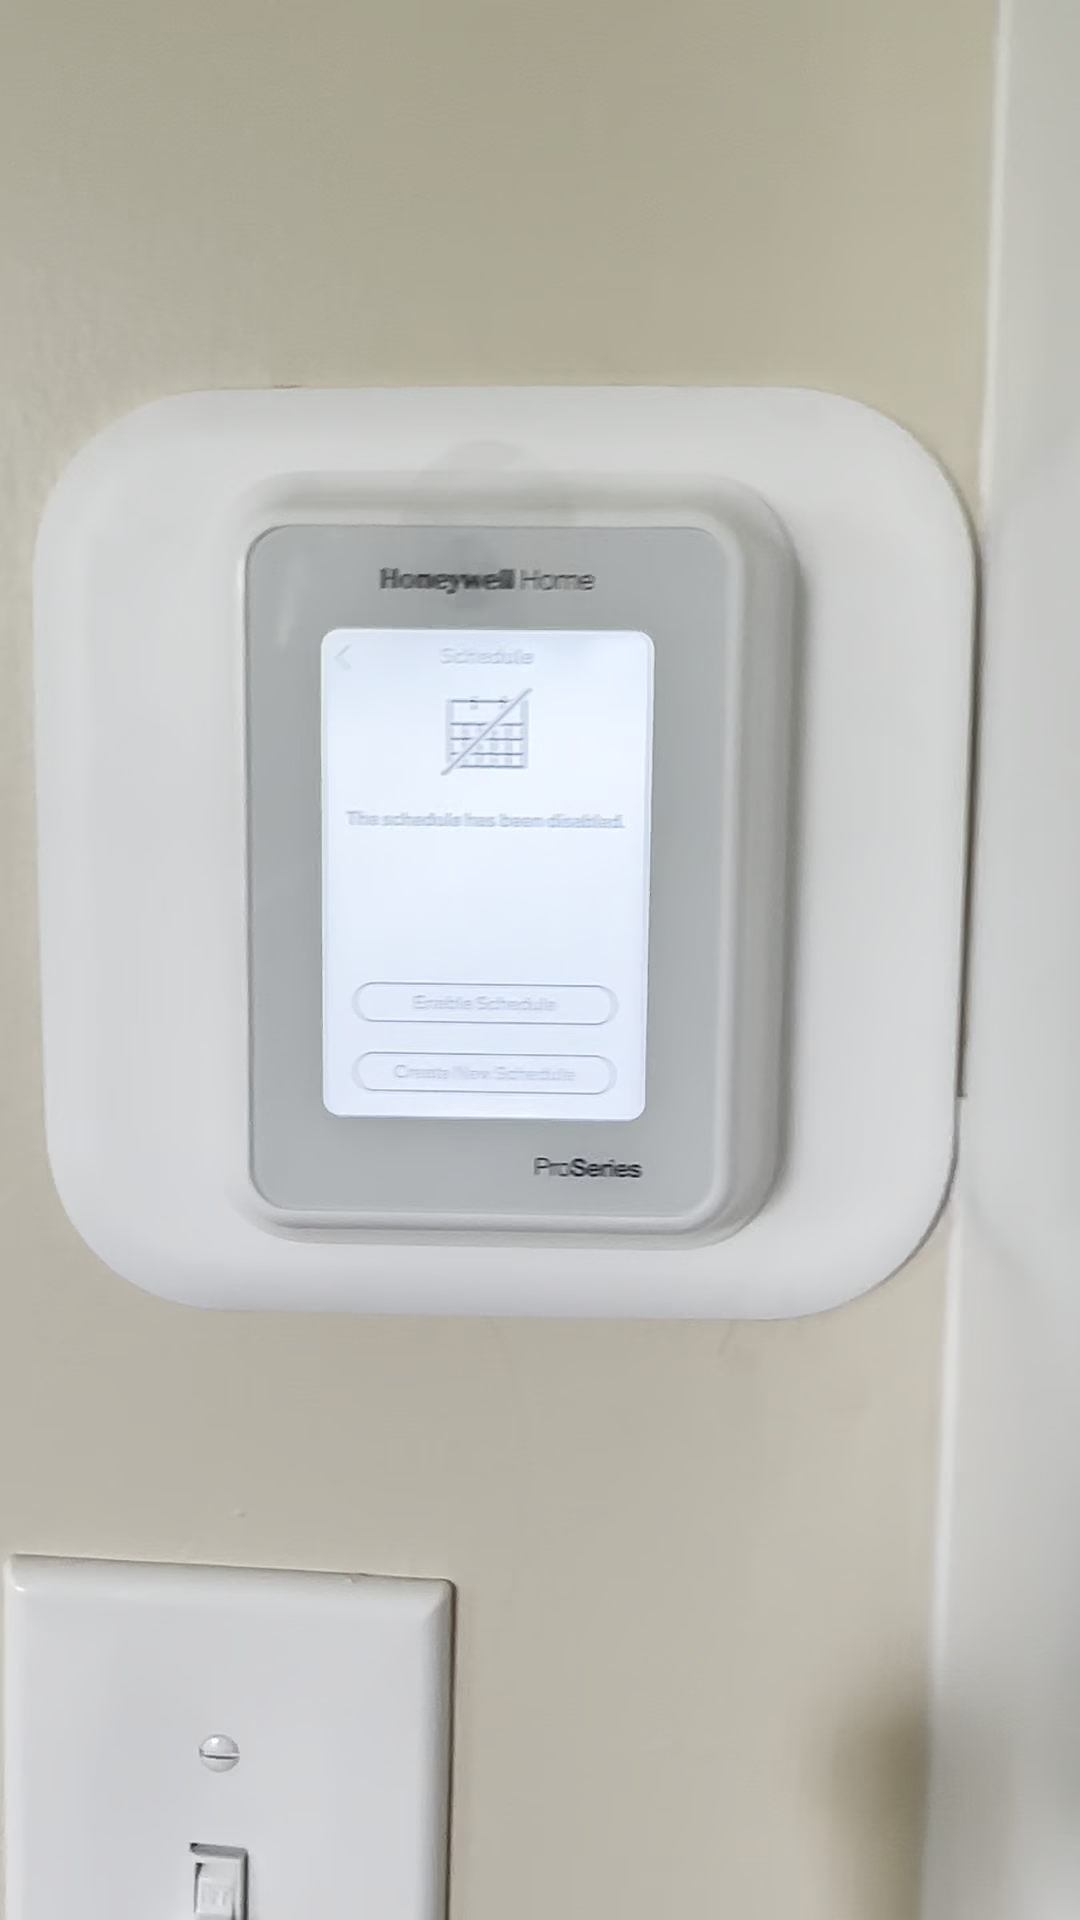 Honeywell Home
Schedule
The schedule has been disabled.
Enable Schedule
Create New Schedule
ProSeries